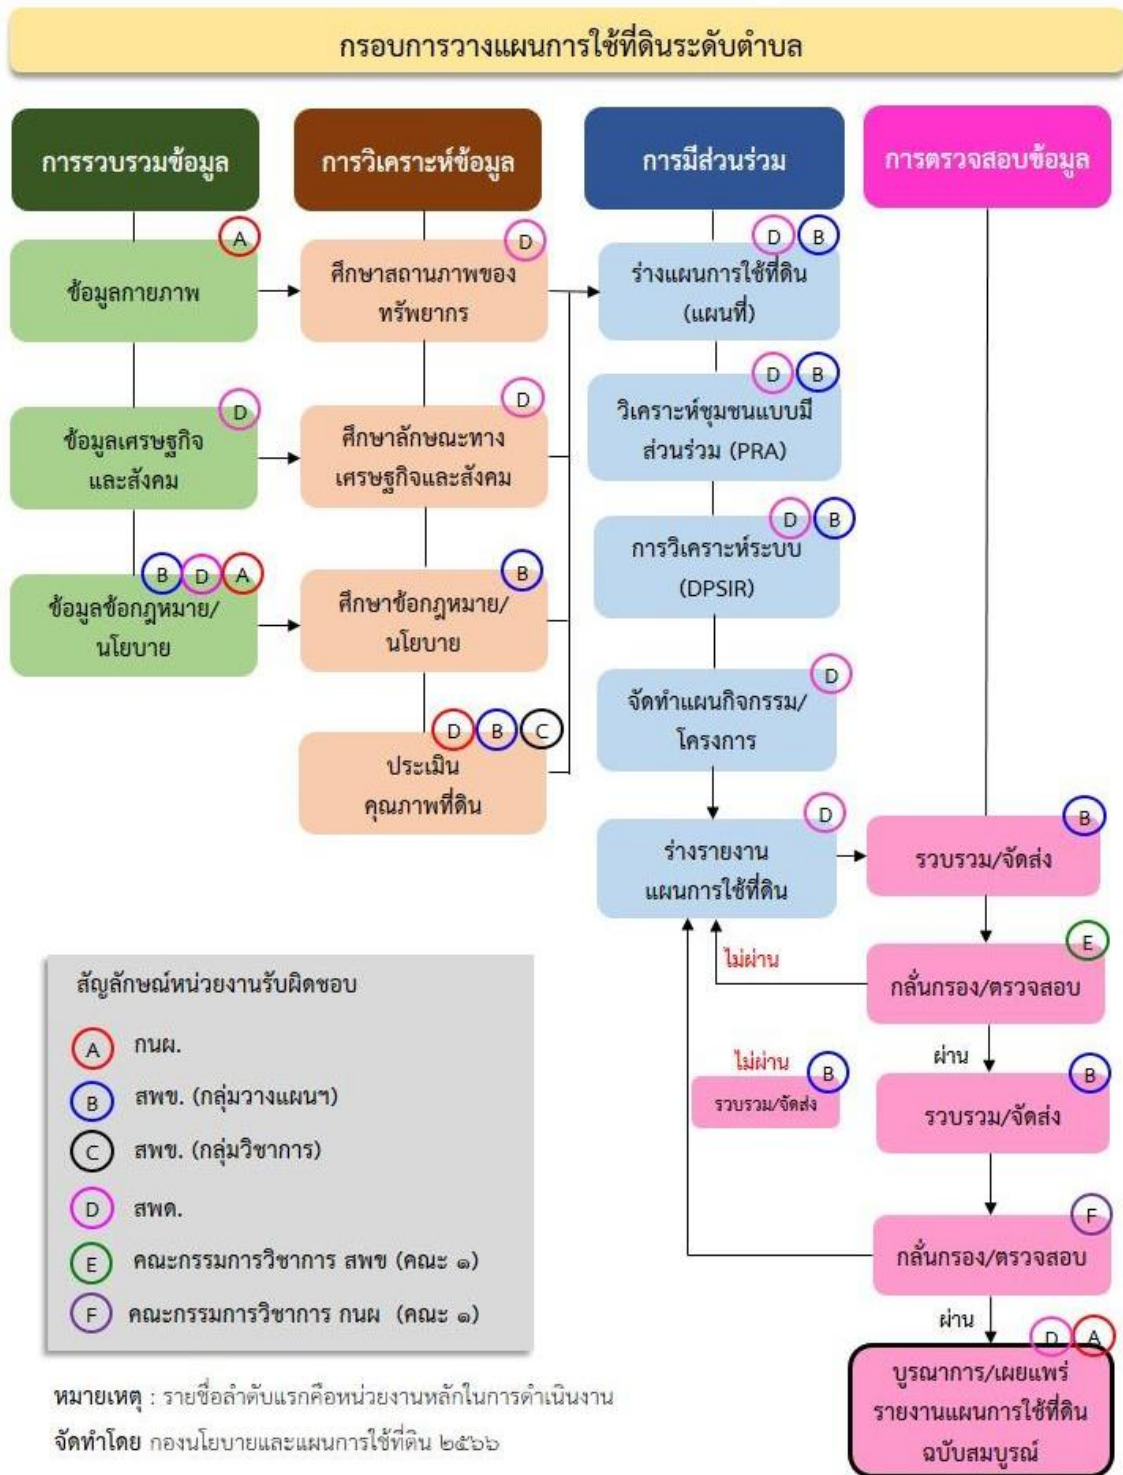 กรอบการวางแผนการใช้ที่ดินระดับตำบล
การรวบรวมข้อมูล
A
ข้อมูลกายภาพ
D
ข้อมูลเศรษฐกิจ
และสังคม
B D A
ข้อมูลข้อกฎหมาย/
นโยบาย
การวิเคราะห์ข้อมูล
D
ศึกษาสถานภาพของ
ทรัพยากร
D
ศึกษาลักษณะทาง
เศรษฐกิจและสังคม
B
ศึกษาข้อกฎหมาย/
นโยบาย
D B C
ประเมิน
คุณภาพที่ดิน
การมีส่วนร่วม
D B
ร่างแผนการใช้ที่ดิน
(แผนที่)
D B
วิเคราะห์ชุมชนแบบมี
ส่วนร่วม (PRA)
D B
การวิเคราะห์ระบบ
(DPSIR)
D
จัดทำแผนกิจกรรม/
โครงการ
D
ร่างรายงาน
แผนการใช้ที่ดิน
การตรวจสอบข้อมูล
B
รวบรวม/จัดส่ง
E
กลั่นกรอง/ตรวจสอบ
ไม่ผ่าน
ผ่าน
B
รวบรวม/จัดส่ง
ไม่ผ่าน
B
รวบรวม/จัดส่ง
F
กลั่นกรอง/ตรวจสอบ
ผ่าน
D A
บูรณาการ/เผยแพร่
รายงานแผนการใช้ที่ดิน
ฉบับสมบูรณ์
สัญลักษณ์หน่วยงานรับผิดชอบ
A กนผ.
B สพข. (กลุ่มวางแผนฯ)
C สพข. (กลุ่มวิชาการ)
D สพด.
E คณะกรรมการวิชาการ สพข (คณะ ๑)
F คณะกรรมการวิชาการ กนผ (คณะ ๑)
หมายเหตุ : รายชื่อลำดับแรกคือหน่วยงานหลักในการดำเนินงาน
จัดทำโดย กองนโยบายและแผนการใช้ที่ดิน ๒๕๖๖